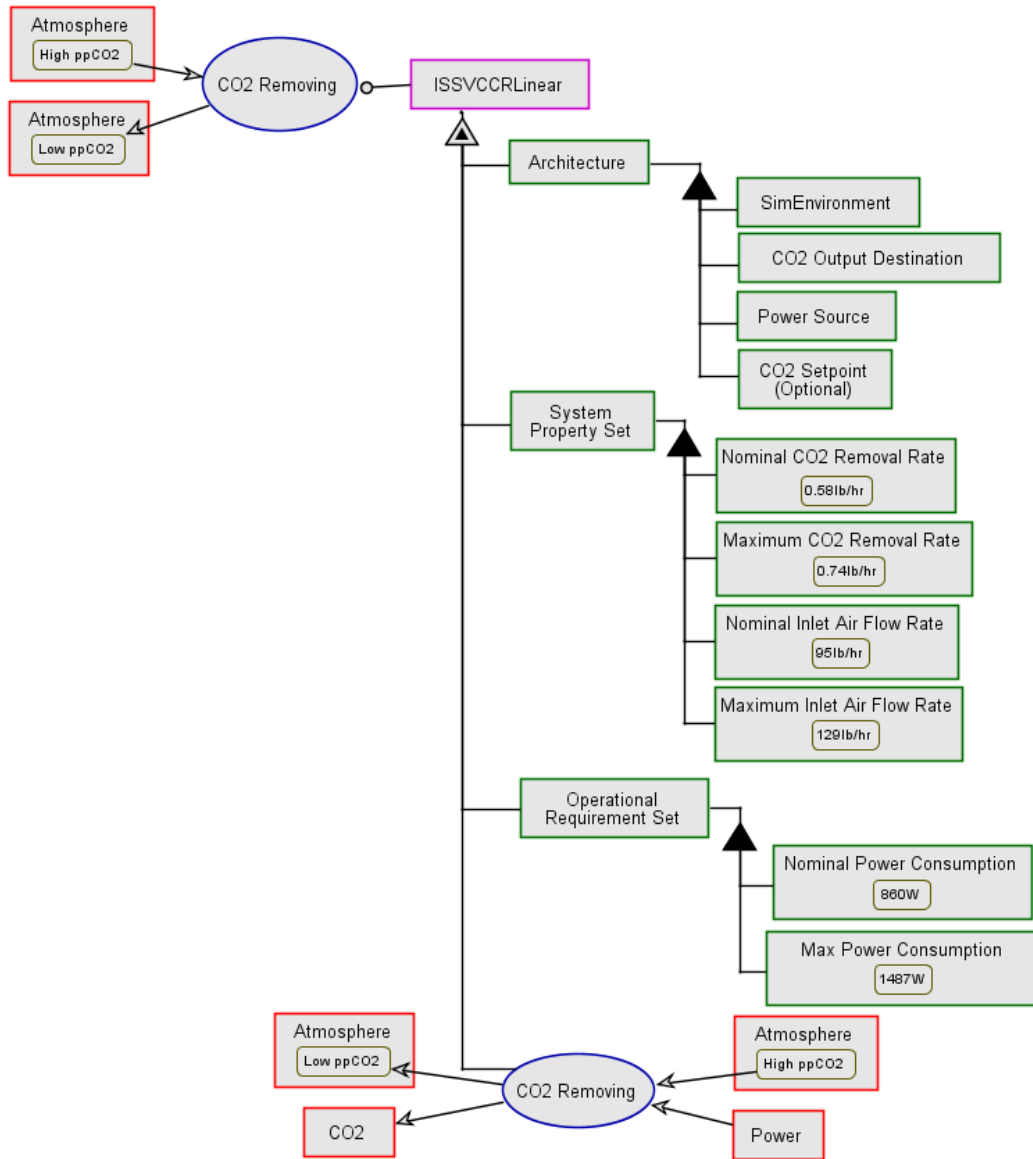 Atmosphere
High ppCO2
Atmosphere
Low ppCO2
CO2 Removing
ISSVCCRLinear
Architecture
SimEnvironment
CO2 Output Destination
Power Source
CO2 Setpoint
(Optional)
System
Property Set
Nominal CO2 Removal Rate
0.58lb/hr
Maximum CO2 Removal Rate
0.74lb/hr
Nominal Inlet Air Flow Rate
95lb/hr
Maximum Inlet Air Flow Rate
129lb/hr
Operational
Requirement Set
Nominal Power Consumption
860W
Max Power Consumption
1487W
Atmosphere
Low ppCO2
CO2
CO2 Removing
Atmosphere
High ppCO2
Power